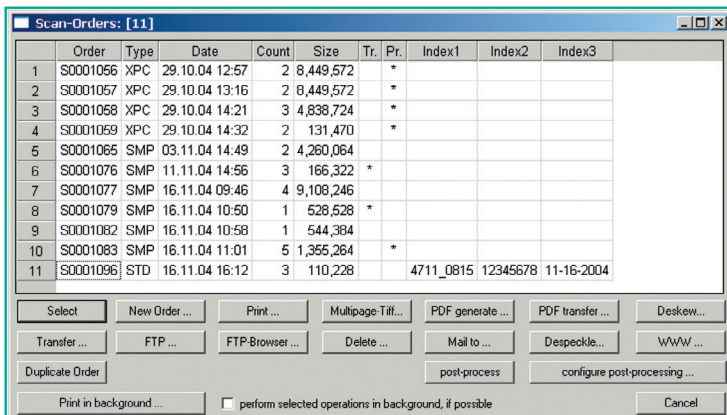 Scan-Orders: [11]
Order Type Date Count Size Tr. Pr. Index1 Index2 Index3
1 S0001056 XPC 29.10.04 12:57 2 8,449,572 *
2 S0001057 XPC 29.10.04 13:16 2 8,449,572 *
3 S0001058 XPC 29.10.04 14:21 3 4,838,724 *
4 S0001059 XPC 29.10.04 14:32 2 131,470 *
5 S0001065 SMP 03.11.04 14:49 2 4,260,064
6 S0001076 SMP 11.11.04 14:56 3 166,322 *
7 S0001077 SMP 16.11.04 09:46 4 9,108,246
8 S0001079 SMP 16.11.04 10:50 1 528,528 *
9 S0001082 SMP 16.11.04 10:58 1 544,384
10 S0001083 SMP 16.11.04 11:01 5 1,355,264 *
11 S0001096 STD 16.11.04 16:12 3 110,228 4711_0815 12345678 11-16-2004
Select New Order ... Print ... Multipage-Tiff... PDF generate ... PDF transfer ... Deskew...
Transfer ... FTP ... FTP-Browser ... Delete ... Mail to ... Despeckle... WWW ...
Duplicate Order post-process configure post-processing ...
Print in background ... perform selected operations in background, if possible Cancel